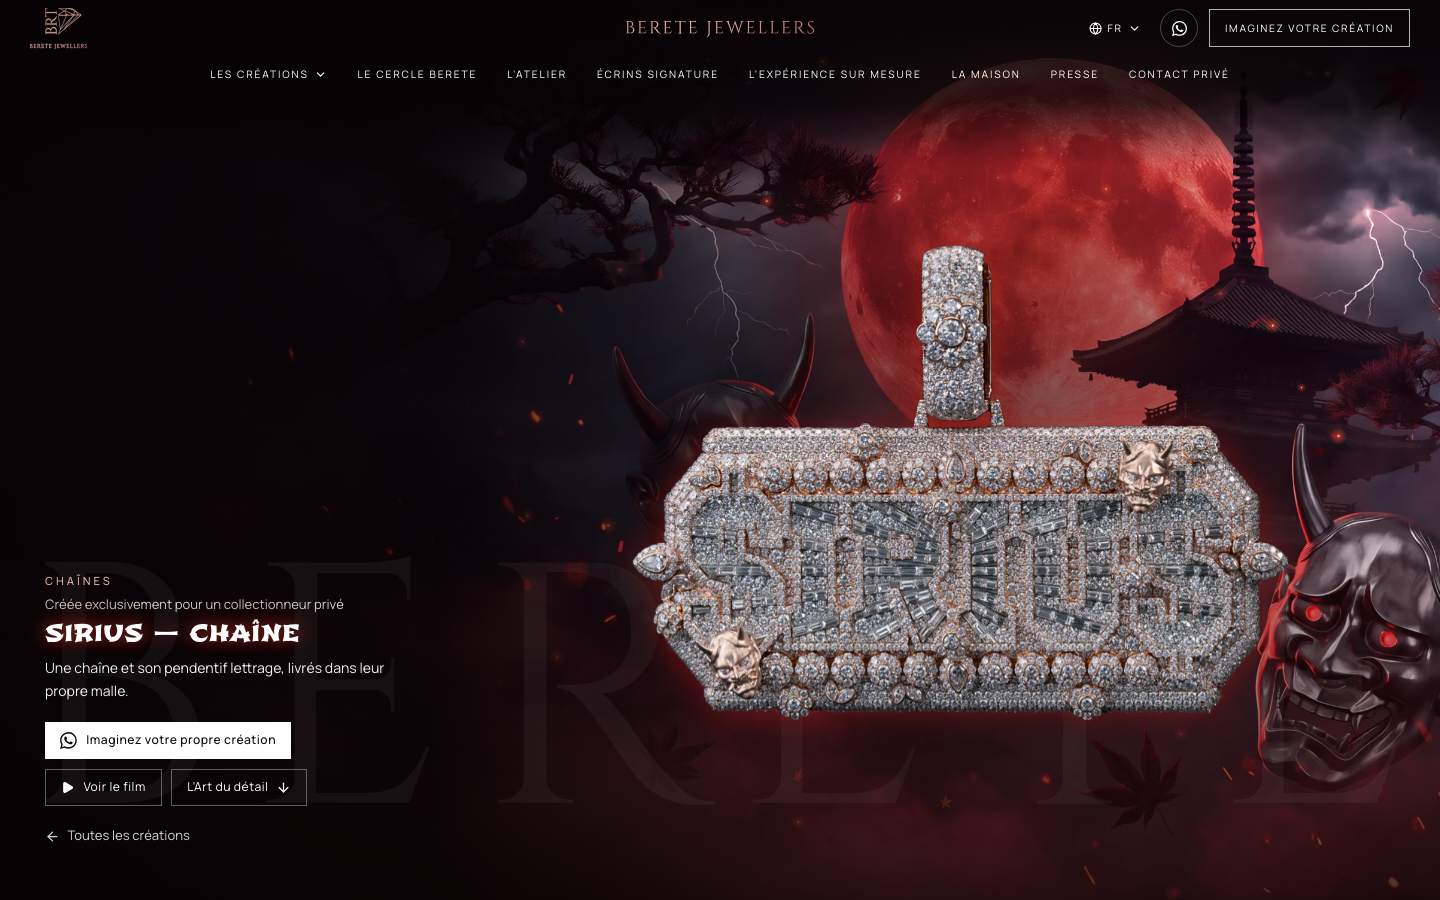 BRT
BERETE JEWELLERS
BERETE JEWELLERS
FR
IMAGINEZ VOTRE CRÉATION
LES CRÉATIONS
LE CERCLE BERETE
L'ATELIER
ÉCRINS SIGNATURE
L'EXPÉRIENCE SUR MESURE
LA MAISON
PRESSE
CONTACT PRIVÉ
SIRIUS
BERETE
CHAÎNES
Créée exclusivement pour un collectionneur privé
SIRIUS — CHAÎNE
Une chaîne et son pendentif lettrage, livrés dans leur
propre malle.
Imaginez votre propre création
Voir le film
L'Art du détail
Toutes les créations